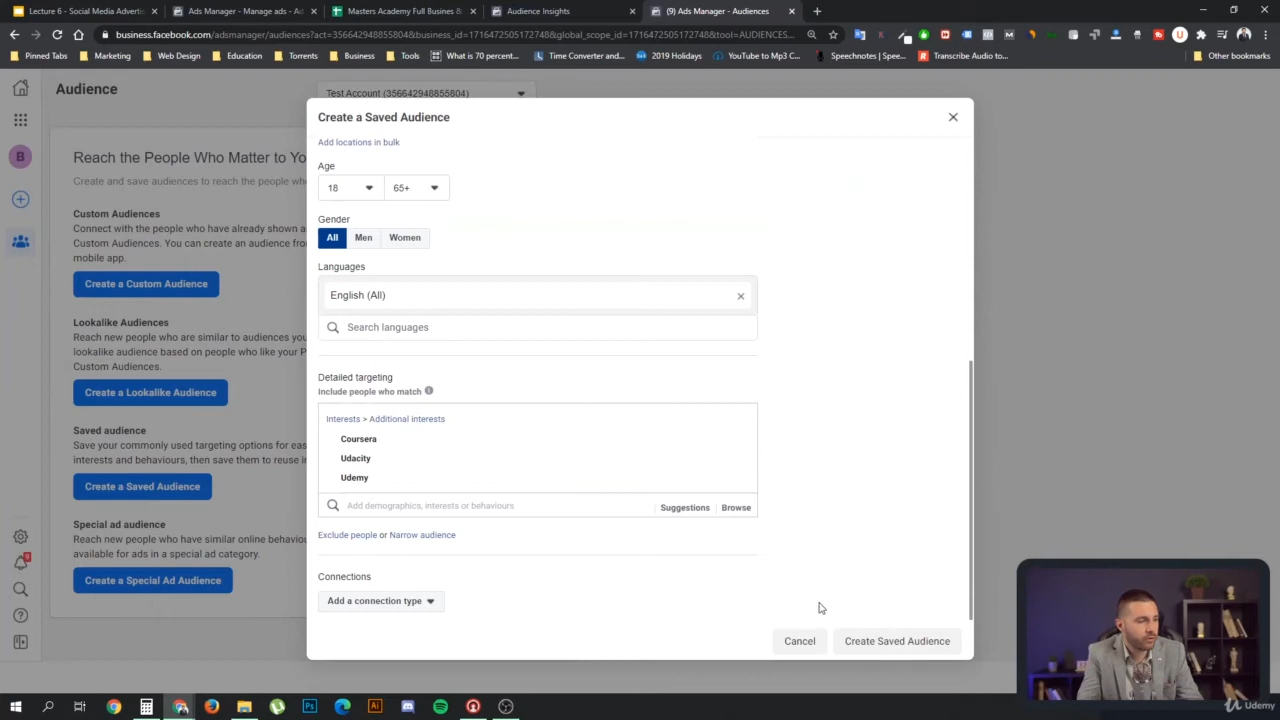 Lecture 6 - Social Media Adverti
Ads Manager - Manage ads - Ad
Masters Academy Full Busines &
Audience Insights
(9) Ads Manager - Audiences
business.facebook.com/adsmanager/audiences?act=356642948855804&business_id=1716472505172748&global_scope_id=1716472505172748&tool=AUDIENCES...
Pinned Tabs
Marketing
Web Design
Education
Torrents
Business
Tools
What is 70 percent...
Time Converter and...
2019 Holidays
YouTube to Mp3 C...
Speechnotes | Spee...
Transcribe Audio to...
Other bookmarks
Audience
Test Account (356642948855804)
B
Reach the People Who Matter to Yo
Create and save audiences to reach the people who
Custom Audiences
Connect with the people who have already shown a
Custom Audiences. You can create an audience from
mobile app.
Create a Custom Audience
Lookalike Audiences
Reach new people who are similar to audiences you
lookalike audience based on people who like your P
Custom Audiences.
Create a Lookalike Audience
Saved audience
Save your commonly used targeting options for eas
interests and behaviours, then save them to reuse in
Create a Saved Audience
Special ad audience
Reach new people who have similar online behaviou
available for ads in a special ad category.
Create a Special Ad Audience
Create a Saved Audience
Add locations in bulk
Age
18
65+
Gender
All
Men
Women
Languages
English (All)
Search languages
Detailed targeting
Include people who match
Interests > Additional interests
Coursera
Udacity
Udemy
Add demographics, interests or behaviours
Suggestions
Browse
Exclude people or Narrow audience
Connections
Add a connection type
Cancel
Create Saved Audience
Udemy